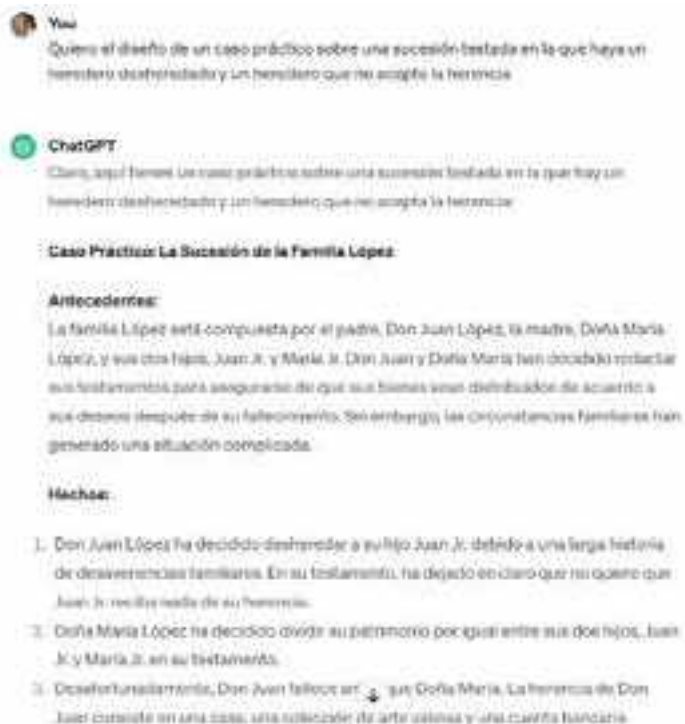 You
Quiero el diseño de un caso práctico sobre una sucesión testada en la que haya un
heredero desheredado y un heredero que no acepta la herencia
ChatGPT
Claro, aquí tienes un caso práctico sobre una sucesión testada en la que hay un
heredero desheredado y un heredero que no acepta la herencia:
Caso Práctico: La Sucesión de la Familia López
Antecedentes:
La familia López está compuesta por el padre, Don Juan López, la madre, Doña María
López, y sus dos hijos, Juan Jr. y María Jr. Don Juan y Doña María han decidido redactar
sus testamentos para asegurarse de que sus bienes sean distribuidos de acuerdo a
sus deseos después de su fallecimiento. Sin embargo, las circunstancias familiares han
generado una situación complicada.
Hechos:
1. Don Juan López ha decidido desheredar a su hijo Juan Jr. debido a una larga historia
de desavenencias familiares. En su testamento, ha dejado en claro que no quiere que
Juan Jr. reciba nada de su herencia.
2. Doña María López ha decidido dividir su patrimonio por igual entre sus dos hijos, Juan
Jr. y María Jr. en su testamento.
3. Desafortunadamente, Don Juan fallece que Doña María. La herencia de Don
Juan consiste en una casa, una colección de arte valiosa y una cuenta bancaria